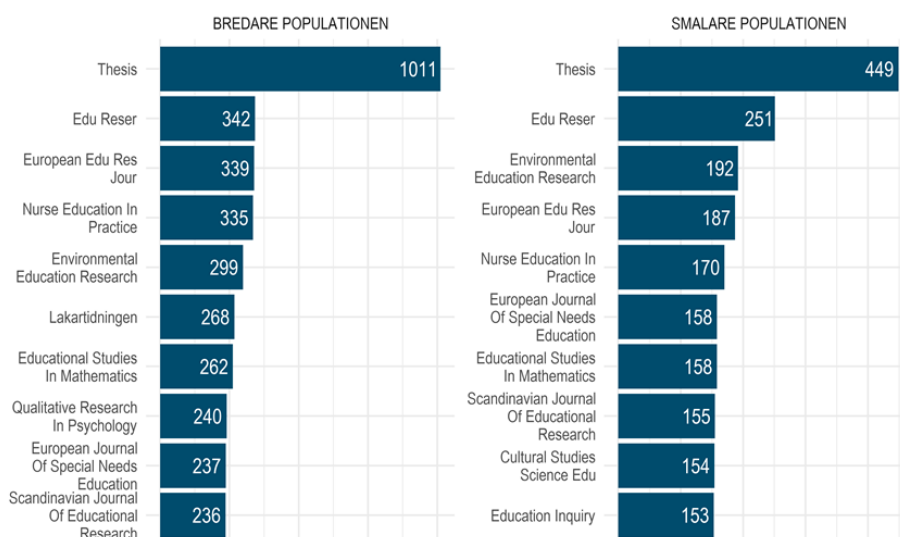 BREDARE POPULATIONEN
Thesis
1011
Edu Reser
342
European Edu Res
Jour
339
Nurse Education In
Practice
335
Environmental
Education Research
299
Lakartidningen
268
Educational Studies
In Mathematics
262
Qualitative Research
In Psychology
240
European Journal
Of Special Needs
Education
237
Scandinavian Journal
Of Educational
Research
236
SMALARE POPULATIONEN
Thesis
449
Edu Reser
251
Environmental
Education Research
192
European Edu Res
Jour
187
Nurse Education In
Practice
170
European Journal
Of Special Needs
Education
158
Educational Studies
In Mathematics
158
Scandinavian Journal
Of Educational
Research
155
Cultural Studies
Science Edu
154
Education Inquiry
153